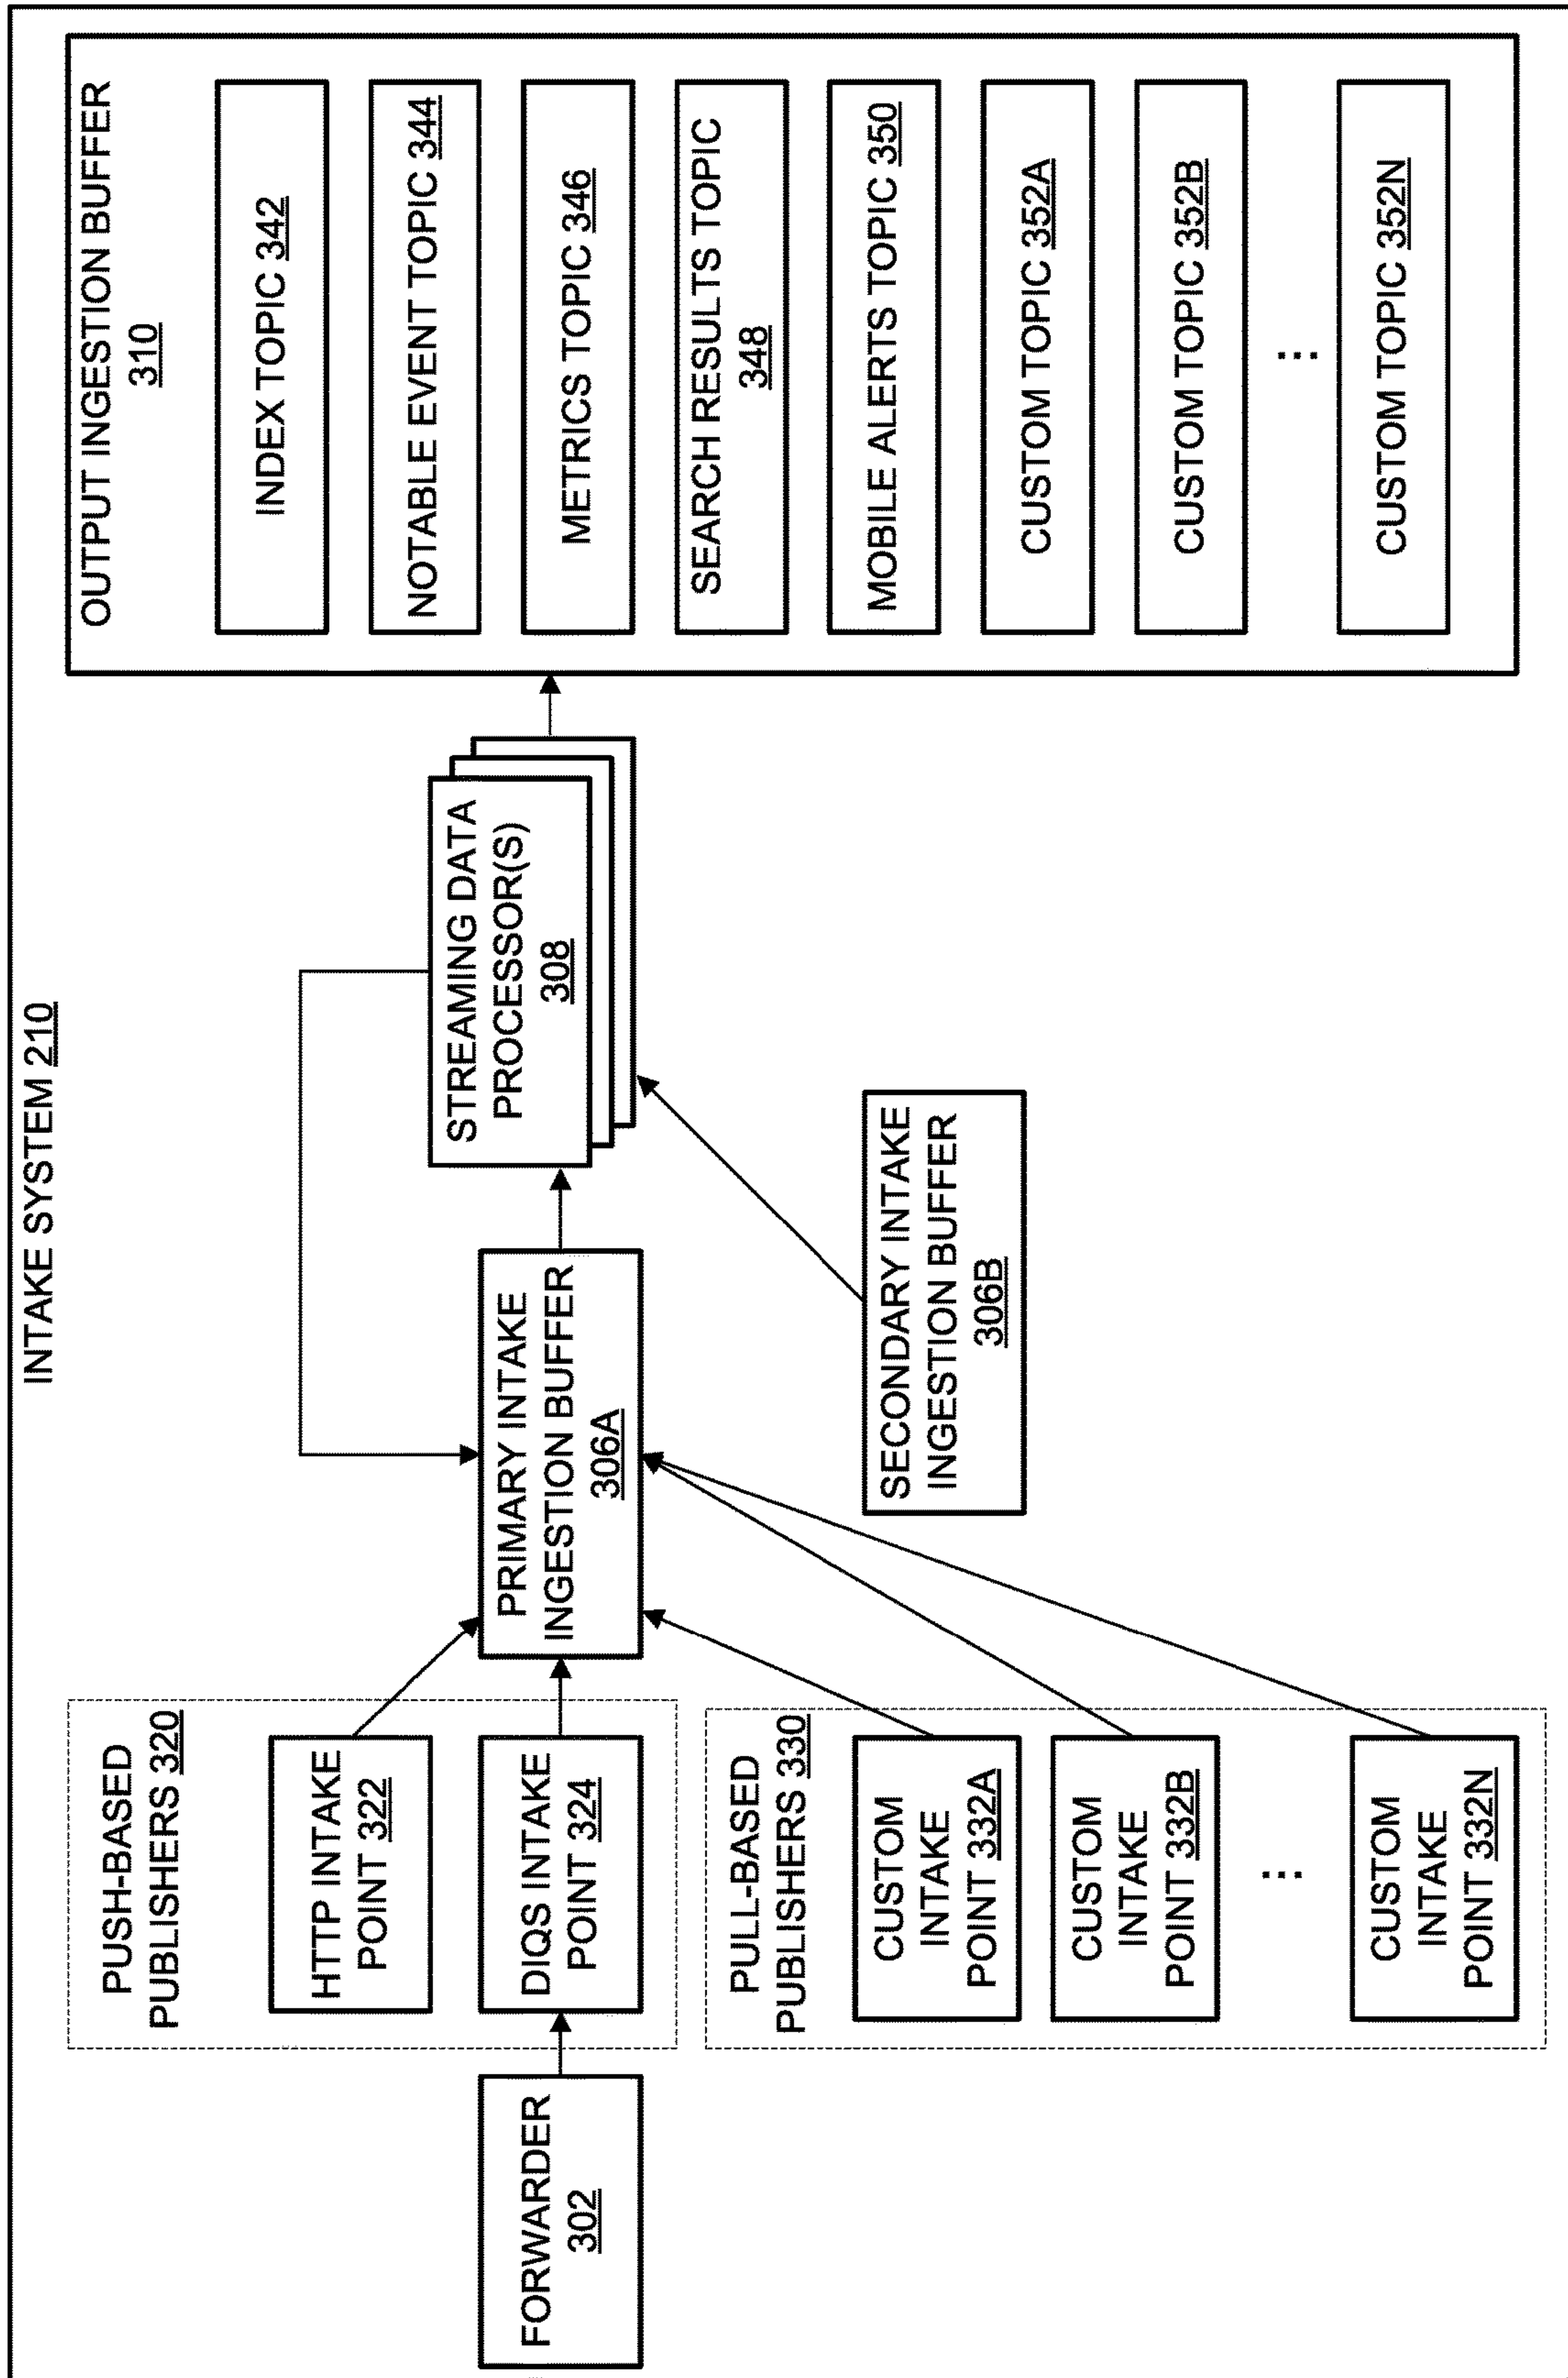 INTAKE SYSTEM 210
FORWARDER
302
PUSH-BASED
PUBLISHERS 320
HTTP INTAKE
POINT 322
DIQS INTAKE
POINT 324
PULL-BASED
PUBLISHERS 330
CUSTOM
INTAKE
POINT 332A
CUSTOM
INTAKE
POINT 332B
...
CUSTOM
INTAKE
POINT 332N
PRIMARY INTAKE
INGESTION BUFFER
306A
SECONDARY INTAKE
INGESTION BUFFER
306B
STREAMING DATA
PROCESSOR(S)
308
OUTPUT INGESTION BUFFER
310
INDEX TOPIC 342
NOTABLE EVENT TOPIC 344
METRICS TOPIC 346
SEARCH RESULTS TOPIC
348
MOBILE ALERTS TOPIC 350
CUSTOM TOPIC 352A
CUSTOM TOPIC 352B
...
CUSTOM TOPIC 352N